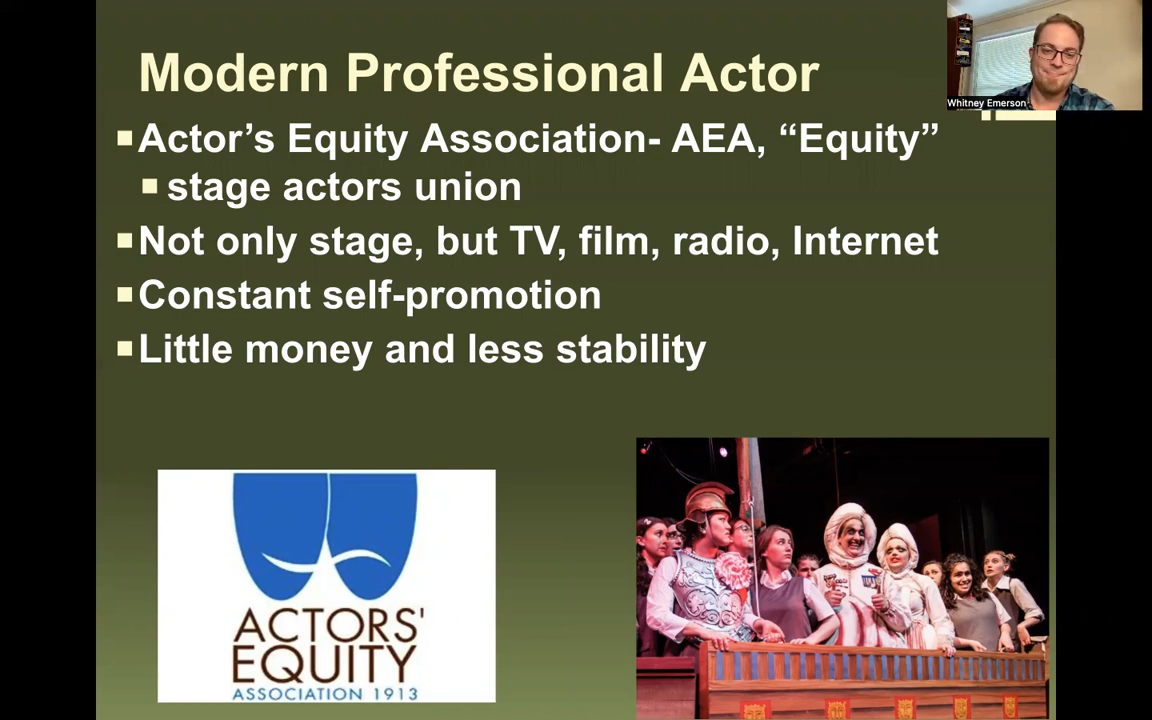 Modern Professional Actor
Whitney Emerson
Actor’s Equity Association- AEA, “Equity”
stage actors union
Not only stage, but TV, film, radio, Internet
Constant self-promotion
Little money and less stability
ACTORS'
EQUITY
ASSOCIATION 1913